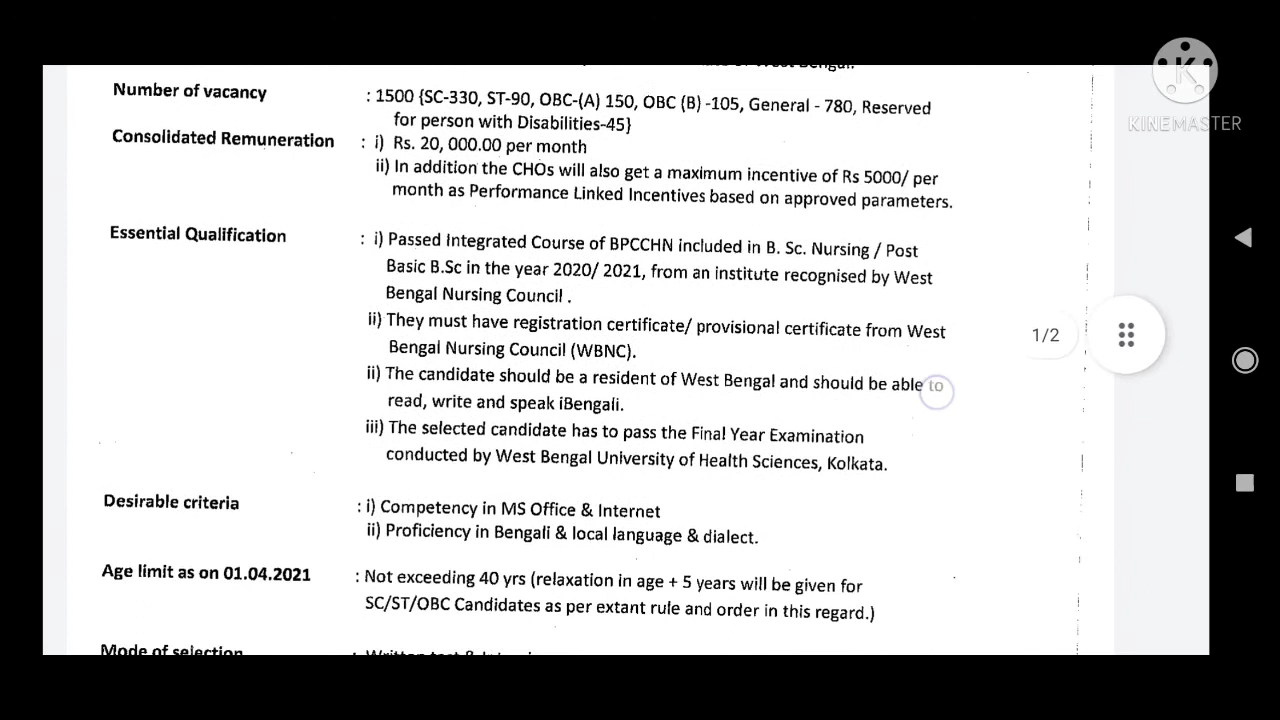 West Bengal.
Number of vacancy : 1500 {SC-330, ST-90, OBC-(A) 150, OBC (B) -105, General - 780, Reserved
for person with Disabilities-45}
Consolidated Remuneration : i) Rs. 20, 000.00 per month
ii) In addition the CHOs will also get a maximum incentive of Rs 5000/ per
month as Performance Linked Incentives based on approved parameters.
Essential Qualification : i) Passed Integrated Course of BPCCHN included in B. Sc. Nursing / Post
Basic B.Sc in the year 2020/ 2021, from an institute recognised by West
Bengal Nursing Council .
ii) They must have registration certificate/ provisional certificate from West
Bengal Nursing Council (WBNC).
ii) The candidate should be a resident of West Bengal and should be able to
read, write and speak iBengali.
iii) The selected candidate has to pass the Final Year Examination
conducted by West Bengal University of Health Sciences, Kolkata.
Desirable criteria : i) Competency in MS Office & Internet
ii) Proficiency in Bengali & local language & dialect.
Age limit as on 01.04.2021 : Not exceeding 40 yrs (relaxation in age + 5 years will be given for
SC/ST/OBC Candidates as per extant rule and order in this regard.)
Mode of selection : Written test &
1/2
K
KINEMASTER